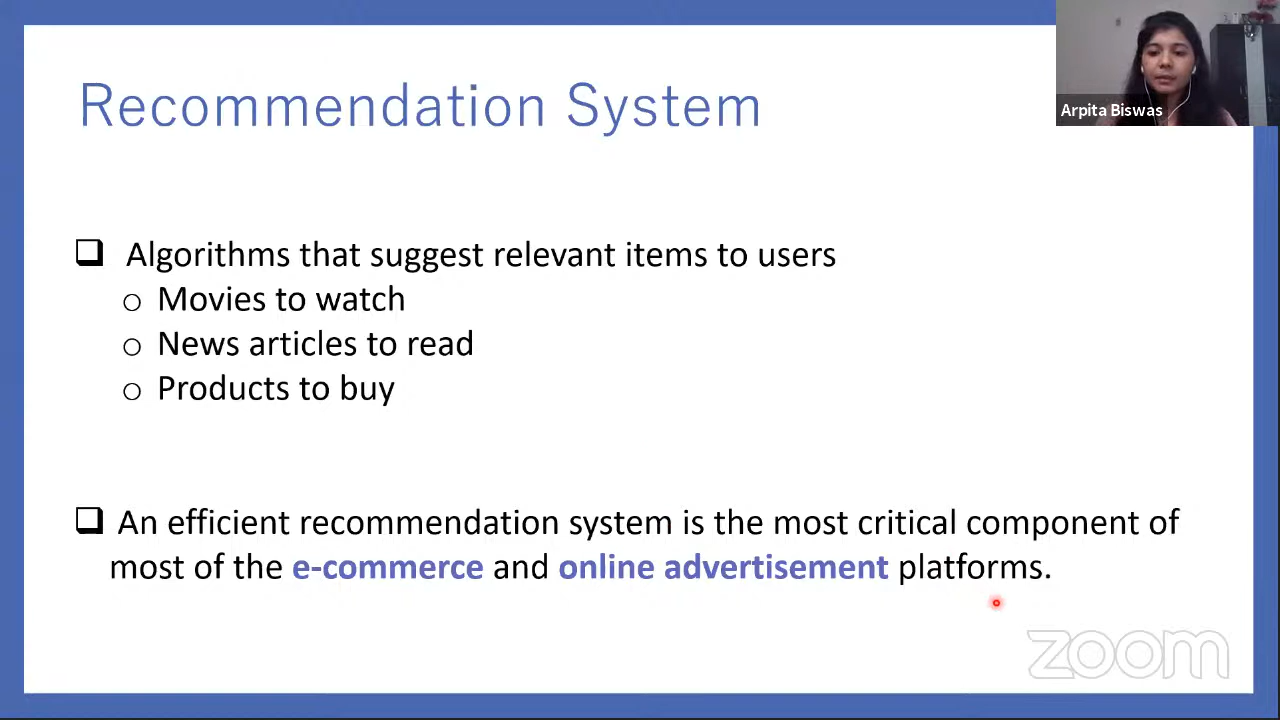 Recommendation System
Arpita Biswas
Algorithms that suggest relevant items to users
Movies to watch
News articles to read
Products to buy
An efficient recommendation system is the most critical component of
most of the e-commerce and online advertisement platforms.
zoom